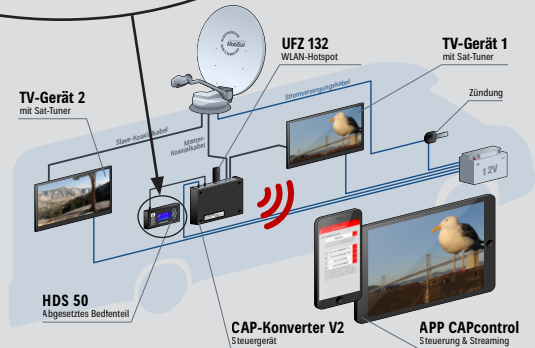 MobilSat
UFZ 132
WLAN-Hotspot
TV-Gerät 1
mit Sat-Tuner
Zündung
Stromversorgungskabel
TV-Gerät 2
mit Sat-Tuner
Slave-Koaxialkabel
Master-
Koaxialkabel
12V
HDS 50
Abgesetztes Bedienteil
CAP-Konverter V2
Steuergerät
APP CAPcontrol
Steuerung & Streaming